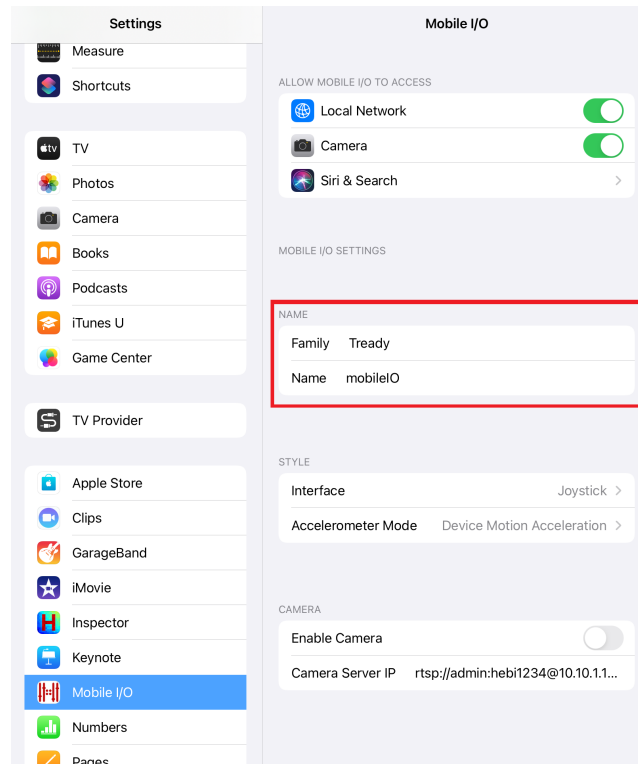 Settings
Measure
Shortcuts
tv
TV
Photos
Camera
Books
Podcasts
iTunes U
Game Center
TV Provider
Apple Store
Clips
GarageBand
iMovie
Inspector
Keynote
Mobile I/O
Numbers
Pages
Mobile I/O
ALLOW MOBILE I/O TO ACCESS
Local Network
Camera
Siri & Search
MOBILE I/O SETTINGS
NAME
Family Tready
Name mobileIO
STYLE
Interface Joystick
Accelerometer Mode Device Motion Acceleration
CAMERA
Enable Camera
Camera Server IP rtsp://admin:hebi1234@10.10.1.1...